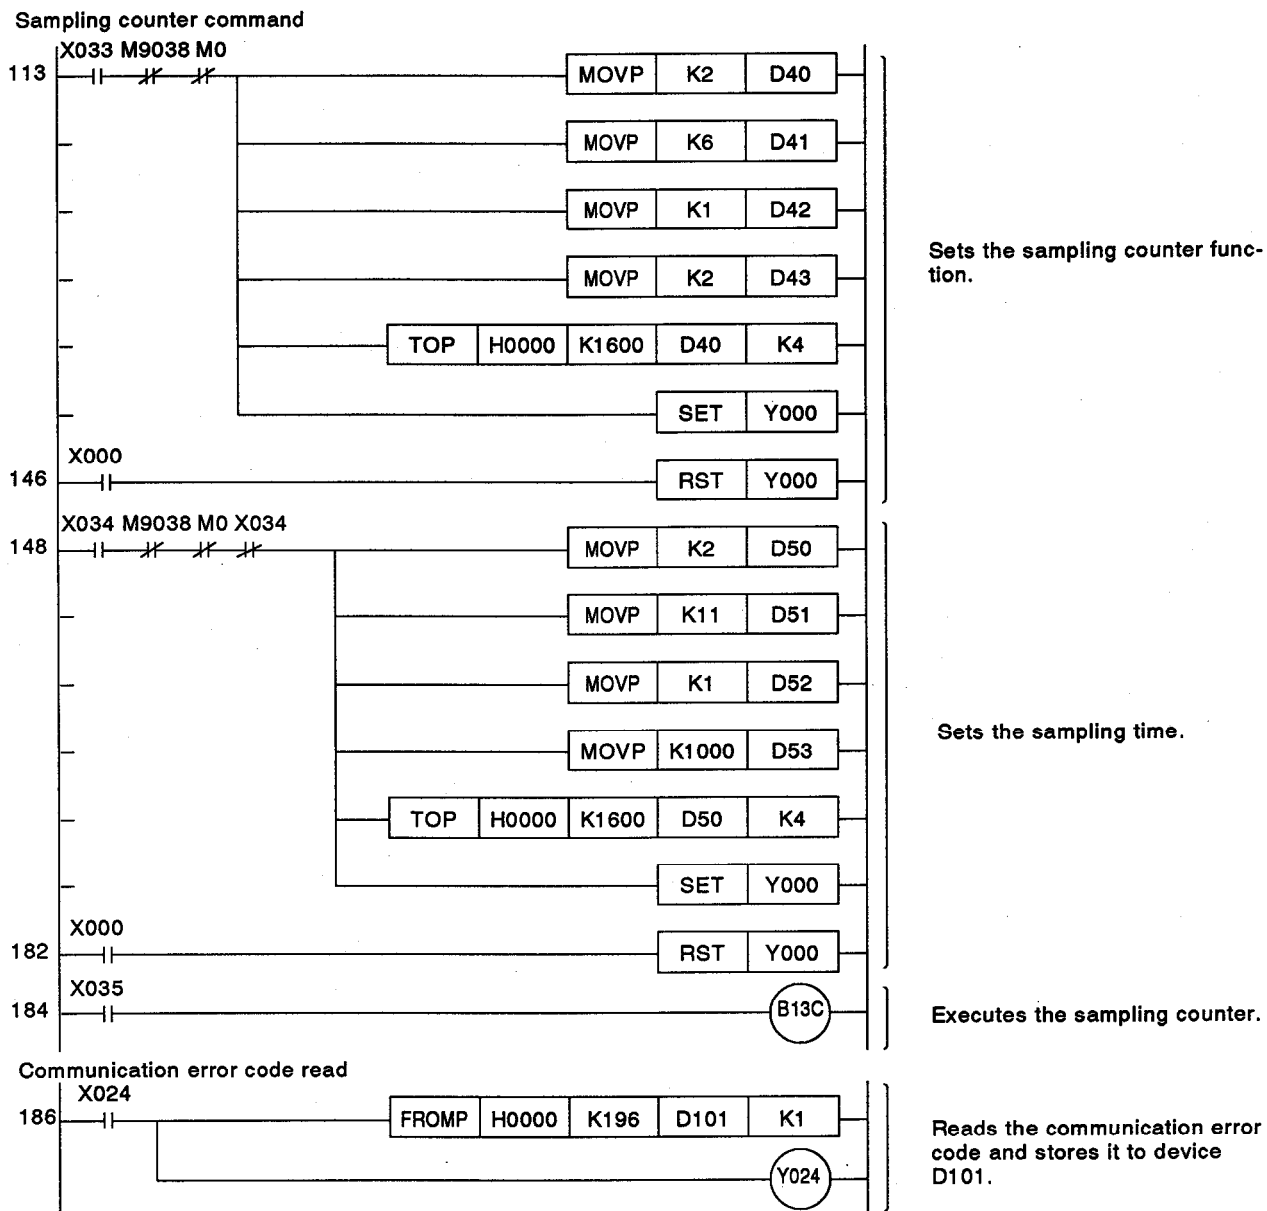 Sampling counter command
X033 M9038 M0
113 MOVP K2 D40
MOVP K6 D41
MOVP K1 D42
MOVP K2 D43
Sets the sampling counter func-
tion.
TOP H0000 K1600 D40 K4
SET Y000
X000
146 RST Y000
X034 M9038 M0 X034
148 MOVP K2 D50
MOVP K11 D51
MOVP K1 D52
MOVP K1000 D53
Sets the sampling time.
TOP H0000 K1600 D50 K4
SET Y000
X000
182 RST Y000
X035
184 B13C
Executes the sampling counter.
Communication error code read
X024
186 FROMP H0000 K196 D101 K1
Y024
Reads the communication error
code and stores it to device
D101.